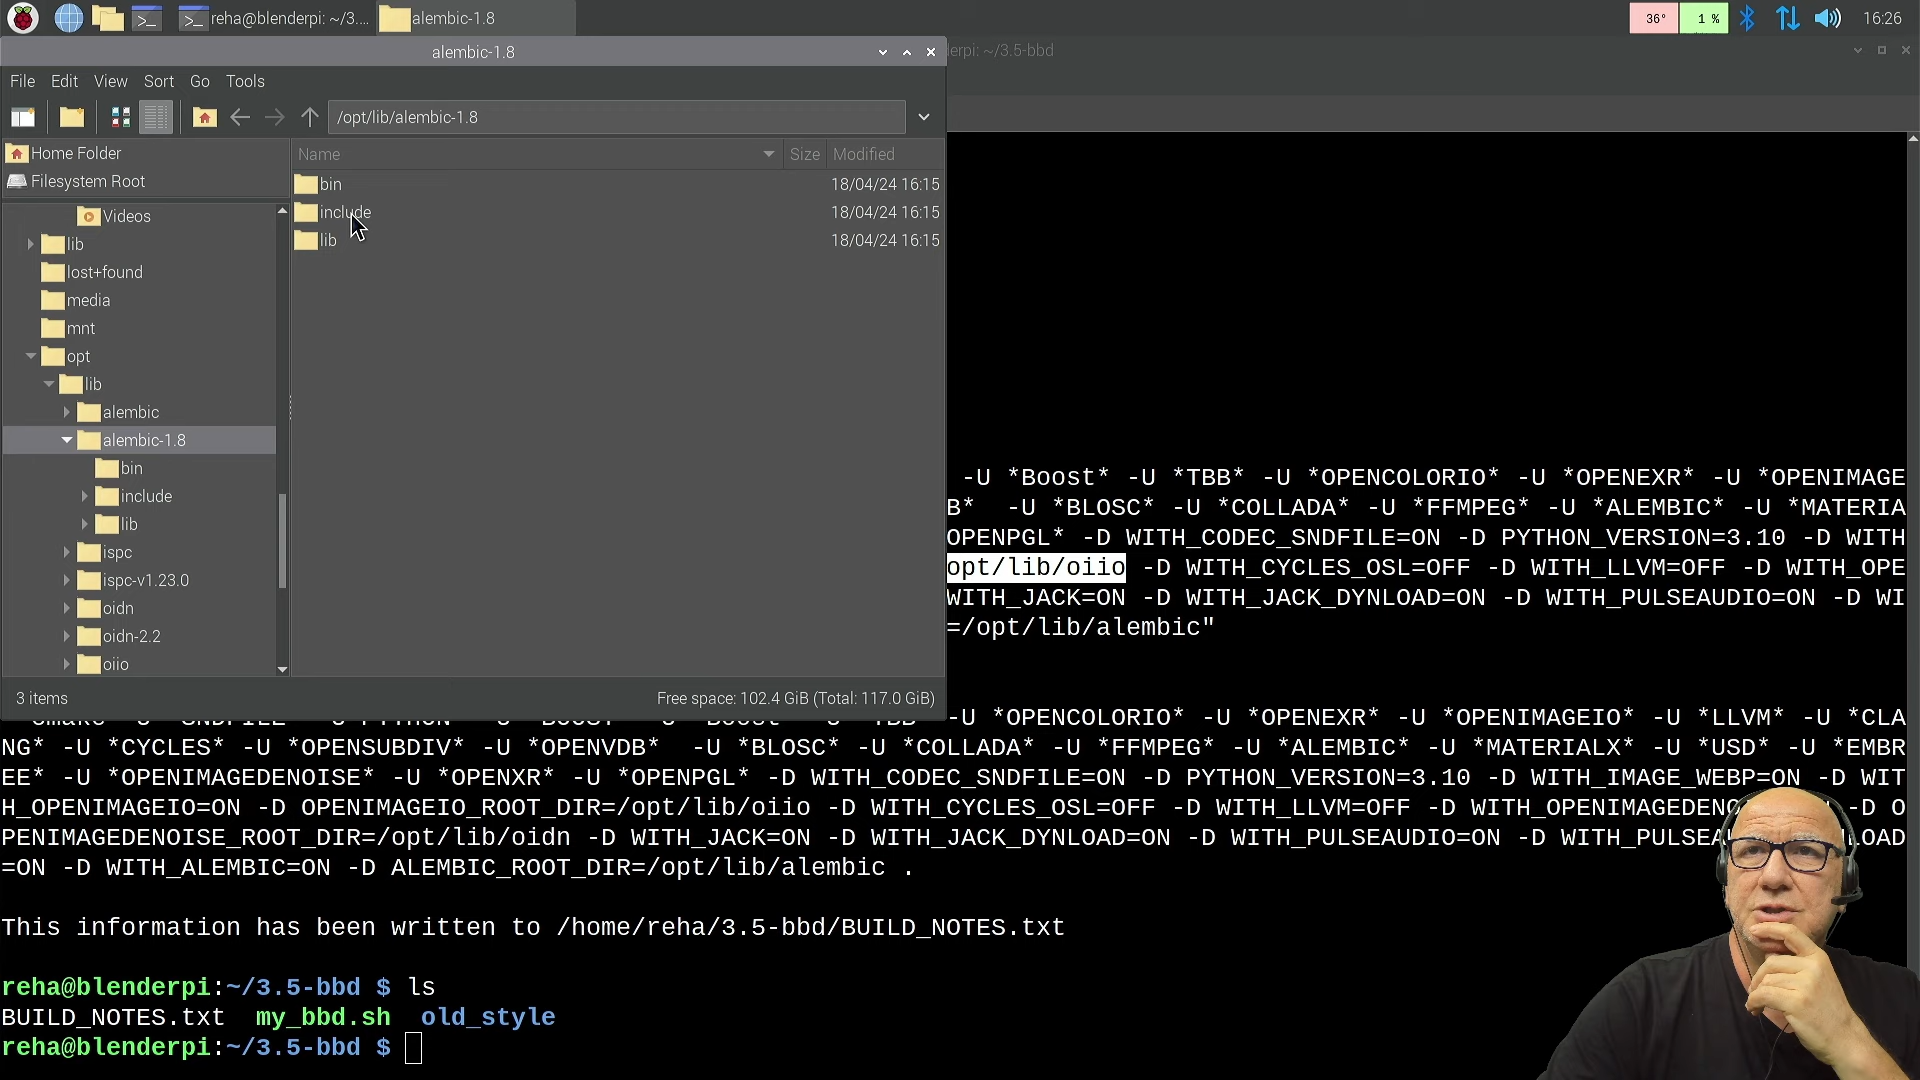 reha@blenderpi: ~/3....
alembic-1.8
36°
1 %
16:26
alembic-1.8
erpi: ~/3.5-bbd
File Edit View Sort Go Tools
/opt/lib/alembic-1.8
Home Folder
Filesystem Root
Name Size Modified
bin 18/04/24 16:15
include 18/04/24 16:15
lib 18/04/24 16:15
Videos
lib
lost+found
media
mnt
opt
lib
alembic
alembic-1.8
bin
include
lib
ispc
ispc-v1.23.0
oidn
oidn-2.2
oiio
3 items
Free space: 102.4 GiB (Total: 117.0 GiB)
-U *Boost* -U *TBB* -U *OPENCOLORIO* -U *OPENEXR* -U *OPENIMAGE
B*  -U *BLOSC* -U *COLLADA* -U *FFMPEG* -U *ALEMBIC* -U *MATERIA
OPENPGL* -D WITH_CODEC_SNDFILE=ON -D PYTHON_VERSION=3.10 -D WITH
opt/lib/oiio -D WITH_CYCLES_OSL=OFF -D WITH_LLVM=OFF -D WITH_OPE
WITH_JACK=ON -D WITH_JACK_DYNLOAD=ON -D WITH_PULSEAUDIO=ON -D WI
=/opt/lib/alembic"
-U *OPENCOLORIO* -U *OPENEXR* -U *OPENIMAGEIO* -U *LLVM* -U *CLA
NG* -U *CYCLES* -U *OPENSUBDIV* -U *OPENVDB*  -U *BLOSC* -U *COLLADA* -U *FFMPEG* -U *ALEMBIC* -U *MATERIALX* -U *USD* -U *EMBR
EE* -U *OPENIMAGEDENOISE* -U *OPENXR* -U *OPENPGL* -D WITH_CODEC_SNDFILE=ON -D PYTHON_VERSION=3.10 -D WITH_IMAGE_WEBP=ON -D WIT
H_OPENIMAGEIO=ON -D OPENIMAGEIO_ROOT_DIR=/opt/lib/oiio -D WITH_CYCLES_OSL=OFF -D WITH_LLVM=OFF -D WITH_OPENIMAGEDENO -D O
PENIMAGEDENOISE_ROOT_DIR=/opt/lib/oidn -D WITH_JACK=ON -D WITH_JACK_DYNLOAD=ON -D WITH_PULSEAUDIO=ON -D WITH_PULSEA LOAD
=ON -D WITH_ALEMBIC=ON -D ALEMBIC_ROOT_DIR=/opt/lib/alembic .
This information has been written to /home/reha/3.5-bbd/BUILD_NOTES.txt
reha@blenderpi:~/3.5-bbd $ ls
BUILD_NOTES.txt  my_bbd.sh  old_style
reha@blenderpi:~/3.5-bbd $